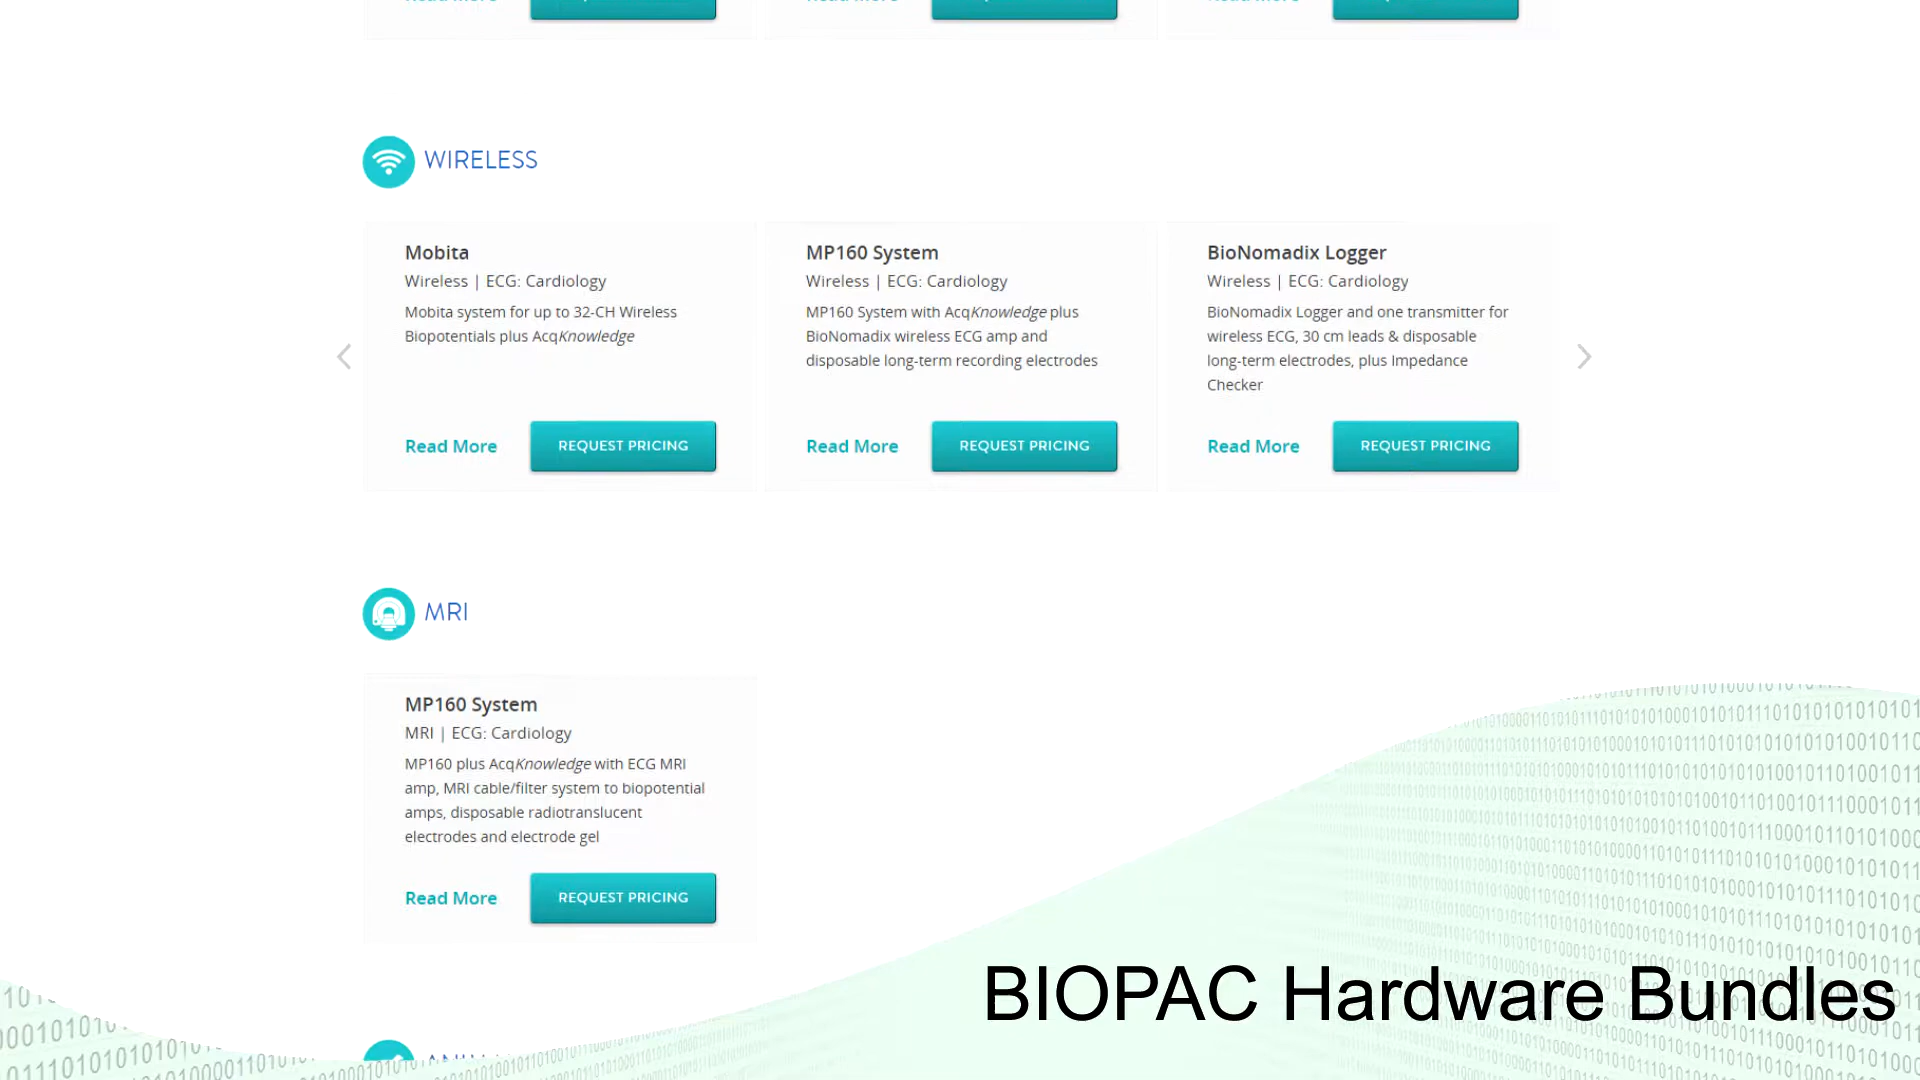 WIRELESS
Mobita
Wireless | ECG: Cardiology
Mobita system for up to 32-CH Wireless
Biopotentials plus AcqKnowledge
Read More
REQUEST PRICING
MP160 System
Wireless | ECG: Cardiology
MP160 System with AcqKnowledge plus
BioNomadix wireless ECG amp and
disposable long-term recording electrodes
Read More
REQUEST PRICING
BioNomadix Logger
Wireless | ECG: Cardiology
BioNomadix Logger and one transmitter for
wireless ECG, 30 cm leads & disposable
long-term electrodes, plus Impedance
Checker
Read More
REQUEST PRICING
MRI
MP160 System
MRI | ECG: Cardiology
MP160 plus AcqKnowledge with ECG MRI
amp, MRI cable/filter system to biopotential
amps, disposable radiotranslucent
electrodes and electrode gel
Read More
REQUEST PRICING
BIOPAC Hardware Bundles